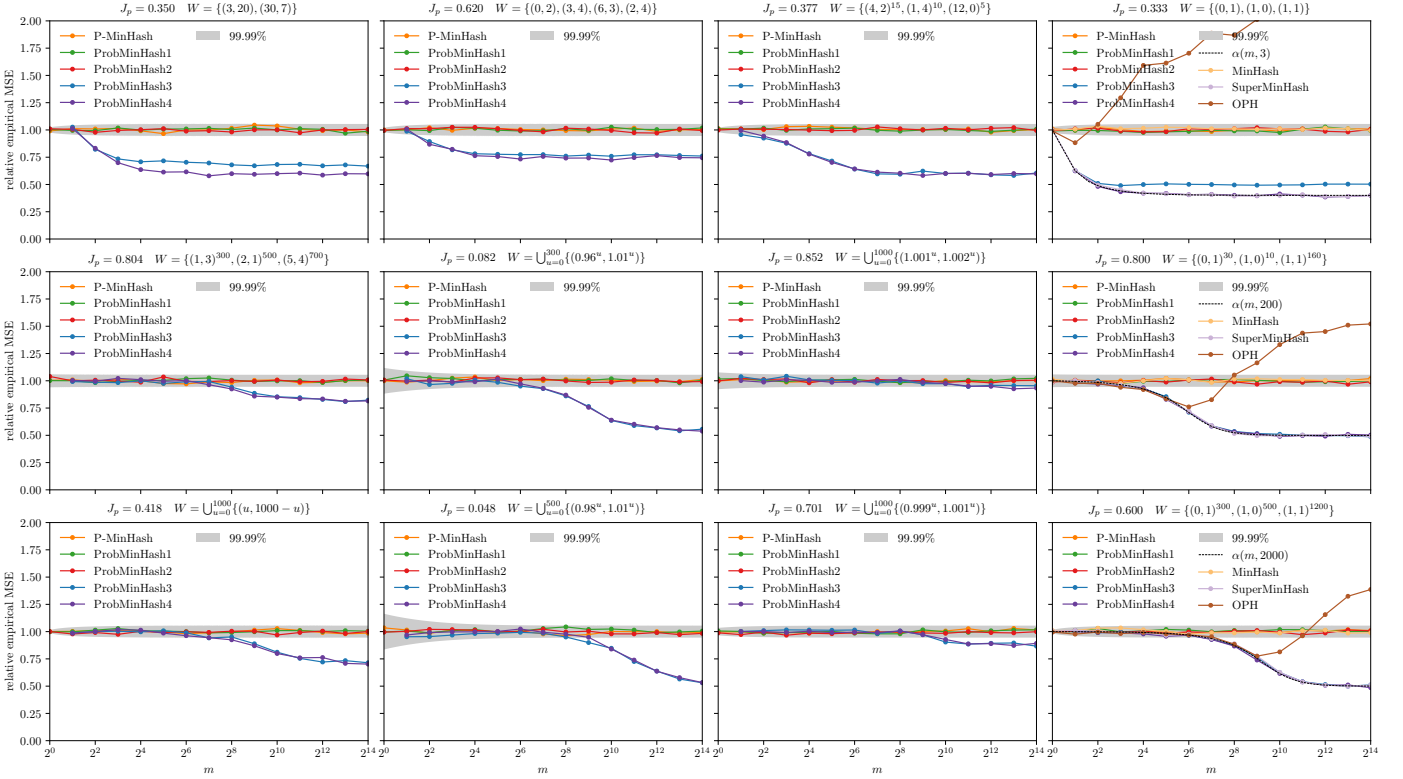 J_p = 0.350 W = {(3, 20), (30, 7)}
relative empirical MSE
2.00
1.75
1.50
1.25
1.00
0.75
0.50
0.25
0.00
P-MinHash
ProbMinHash1
ProbMinHash2
ProbMinHash3
ProbMinHash4
99.99%
J_p = 0.620 W = {(0, 2), (3, 4), (6, 3), (2, 4)}
P-MinHash
ProbMinHash1
ProbMinHash2
ProbMinHash3
ProbMinHash4
99.99%
J_p = 0.377 W = {(4, 2)^15, (1, 4)^10, (12, 0)^5}
P-MinHash
ProbMinHash1
ProbMinHash2
ProbMinHash3
ProbMinHash4
99.99%
J_p = 0.333 W = {(0, 1), (1, 0), (1, 1)}
P-MinHash
ProbMinHash1
ProbMinHash2
ProbMinHash3
ProbMinHash4
99.99%
α(m, 3)
MinHash
SuperMinHash
OPH
J_p = 0.804 W = {(1, 3)^300, (2, 1)^500, (5, 4)^700}
relative empirical MSE
2.00
1.75
1.50
1.25
1.00
0.75
0.50
0.25
0.00
P-MinHash
ProbMinHash1
ProbMinHash2
ProbMinHash3
ProbMinHash4
99.99%
J_p = 0.082 W = ⋃_{u=0}^{300} {(0.96^u, 1.01^u)}
P-MinHash
ProbMinHash1
ProbMinHash2
ProbMinHash3
ProbMinHash4
99.99%
J_p = 0.852 W = ⋃_{u=0}^{1000} {(1.001^u, 1.002^u)}
P-MinHash
ProbMinHash1
ProbMinHash2
ProbMinHash3
ProbMinHash4
99.99%
J_p = 0.800 W = {(0, 1)^30, (1, 0)^10, (1, 1)^160}
P-MinHash
ProbMinHash1
ProbMinHash2
ProbMinHash3
ProbMinHash4
99.99%
α(m, 200)
MinHash
SuperMinHash
OPH
J_p = 0.418 W = ⋃_{u=0}^{1000} {(u, 1000 − u)}
relative empirical MSE
2.00
1.75
1.50
1.25
1.00
0.75
0.50
0.25
0.00
P-MinHash
ProbMinHash1
ProbMinHash2
ProbMinHash3
ProbMinHash4
99.99%
2^0 2^2 2^4 2^6 2^8 2^10 2^12 2^14
m
J_p = 0.048 W = ⋃_{u=0}^{500} {(0.98^u, 1.01^u)}
P-MinHash
ProbMinHash1
ProbMinHash2
ProbMinHash3
ProbMinHash4
99.99%
2^0 2^2 2^4 2^6 2^8 2^10 2^12 2^14
m
J_p = 0.701 W = ⋃_{u=0}^{1000} {(0.999^u, 1.001^u)}
P-MinHash
ProbMinHash1
ProbMinHash2
ProbMinHash3
ProbMinHash4
99.99%
2^0 2^2 2^4 2^6 2^8 2^10 2^12 2^14
m
J_p = 0.600 W = {(0, 1)^300, (1, 0)^500, (1, 1)^1200}
P-MinHash
ProbMinHash1
ProbMinHash2
ProbMinHash3
ProbMinHash4
99.99%
α(m, 2000)
MinHash
SuperMinHash
OPH
2^0 2^2 2^4 2^6 2^8 2^10 2^12 2^14
m